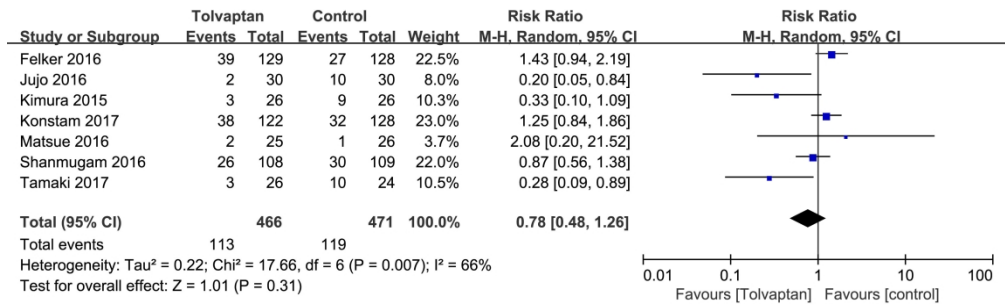 Tolvaptan Control Risk Ratio Risk Ratio
Study or Subgroup Events Total Events Total Weight M-H, Random, 95% CI M-H, Random, 95% CI
Felker 2016 39 129 27 128 22.5% 1.43 [0.94, 2.19]
Jujo 2016 2 30 10 30 8.0% 0.20 [0.05, 0.84]
Kimura 2015 3 26 9 26 10.3% 0.33 [0.10, 1.09]
Konstam 2017 38 122 32 128 23.0% 1.25 [0.84, 1.86]
Matsue 2016 2 25 1 26 3.7% 2.08 [0.20, 21.52]
Shanmugam 2016 26 108 30 109 22.0% 0.87 [0.56, 1.38]
Tamaki 2017 3 26 10 24 10.5% 0.28 [0.09, 0.89]
Total (95% CI) 466 471 100.0% 0.78 [0.48, 1.26]
Total events 113 119
Heterogeneity: Tau² = 0.22; Chi² = 17.66, df = 6 (P = 0.007); I² = 66%
Test for overall effect: Z = 1.01 (P = 0.31)
0.01 0.1 1 10 100
Favours [Tolvaptan] Favours [control]